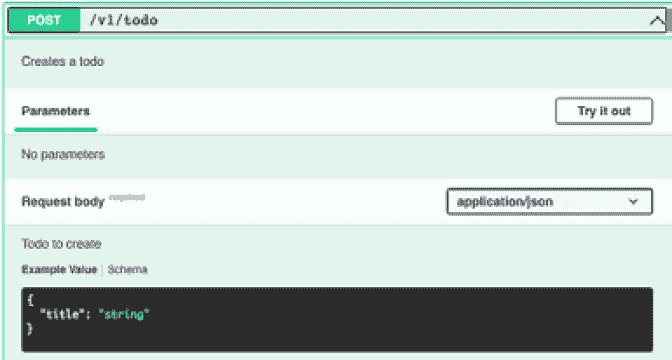 POST /v1/todo
Creates a todo
Parameters
Try it out
No parameters
Request body required
application/json
Todo to create
Example Value | Schema
{
"title": "string"
}